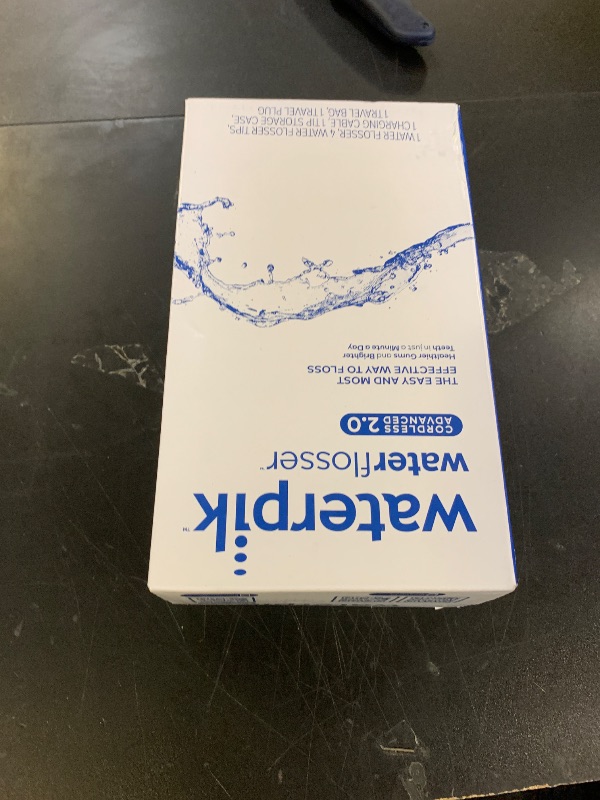 waterpik™
waterflosser™
CORDLESS
ADVANCED 2.0
THE EASY AND MOST
EFFECTIVE WAY TO FLOSS
Healthier Gums and Brighter
Teeth in just a Minute a Day
1 WATER FLOSSER, 4 WATER FLOSSER TIPS,
1 CHARGING CABLE, 1 TIP STORAGE CASE,
1 TRAVEL BAG, 1 TRAVEL PLUG